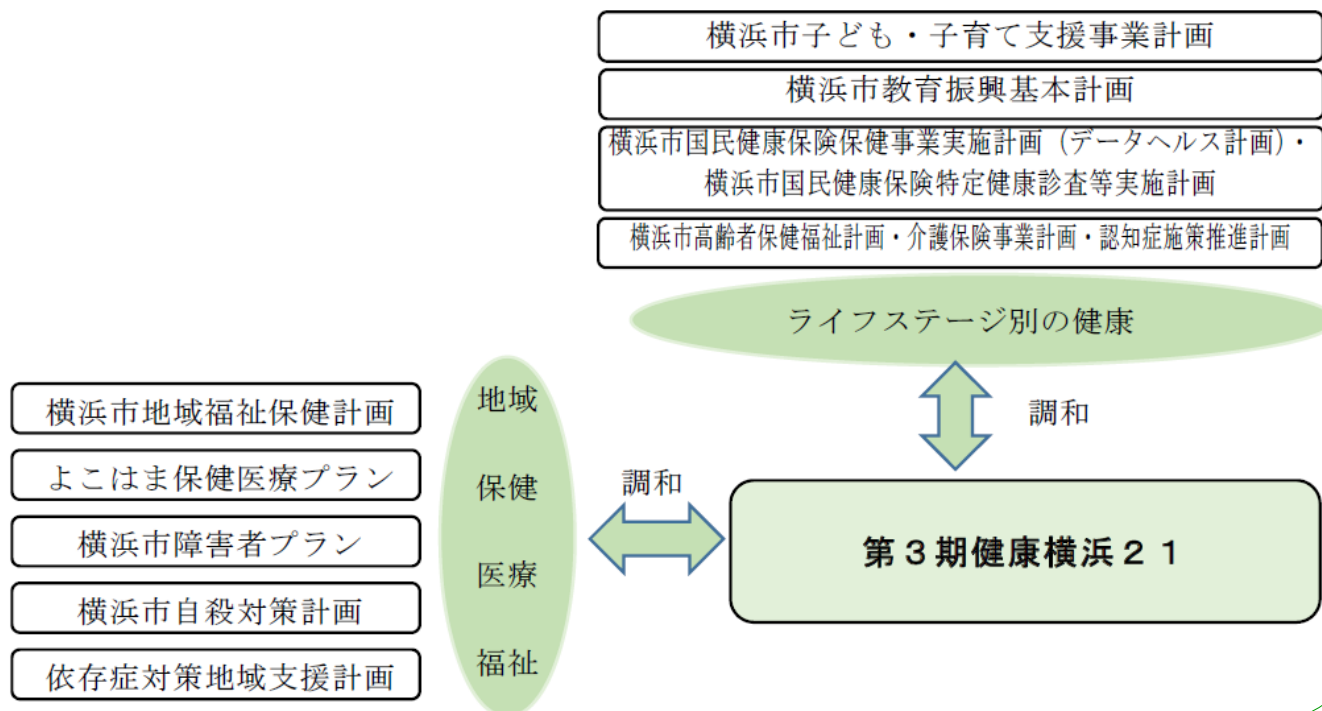 横浜市子ども・子育て支援事業計画
横浜市教育振興基本計画
横浜市国民健康保険保健事業実施計画（データヘルス計画）・
横浜市国民健康保険特定健康診査等実施計画
横浜市高齢者保健福祉計画・介護保険事業計画・認知症施策推進計画
ライフステージ別の健康
調和
横浜市地域福祉保健計画
よこはま保健医療プラン
横浜市障害者プラン
横浜市自殺対策計画
依存症対策地域支援計画
地域
保健
医療
福祉
調和
第３期健康横浜２１